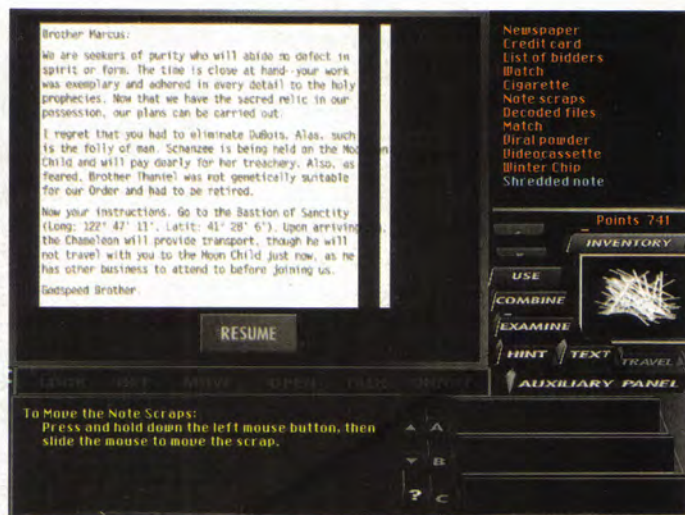 Brother Marcus:
We are seekers of purity who will abide no defect in
spirit or form. The time is close at hand--your work
was exemplary and adhered in every detail to the holy
prophecies. Now that we have the sacred relic in our
possession, our plans can be carried out.
I regret that you had to eliminate DuBois. Alas, such
is the folly of man. Schanzee is being held on the Moon
Child and will pay dearly for her treachery. Also, as
feared, Brother Thaniel was not genetically suitable
for our Order and had to be retired.
Now your instructions. Go to the Bastion of Sanctity
(Long: 122° 47' 11", Latit: 41° 28' 6"). Upon arriving
the Chameleon will provide transport, though he will
not travel with you to the Moon Child just now, as he
has other business to attend to before joining us.
Godspeed Brother
RESUME
LOOK GET MOVE OPEN TALK ON/OFF
To Move the Note Scraps:
Press and hold down the left mouse button, then
slide the mouse to move the scrap.
Newspaper
Credit card
List of bidders
Watch
Cigarette
Note scraps
Decoded files
Match
Viral powder
Videocassette
Winter Chip
Shredded note
Points 741
INVENTORY
USE
COMBINE
EXAMINE
HINT TEXT TRAVEL
AUXILIARY PANEL
A
B
? C